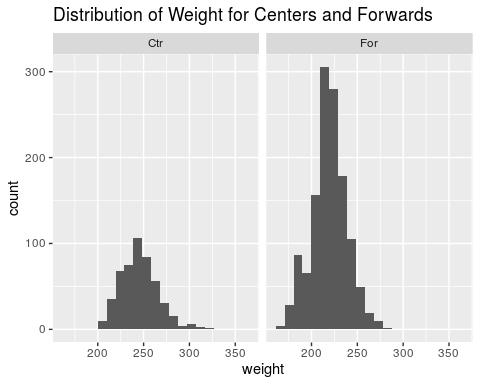 Distribution of Weight for Centers and Forwards
Ctr For
300
200
100
0
count
200 250 300 350 200 250 300 350
weight